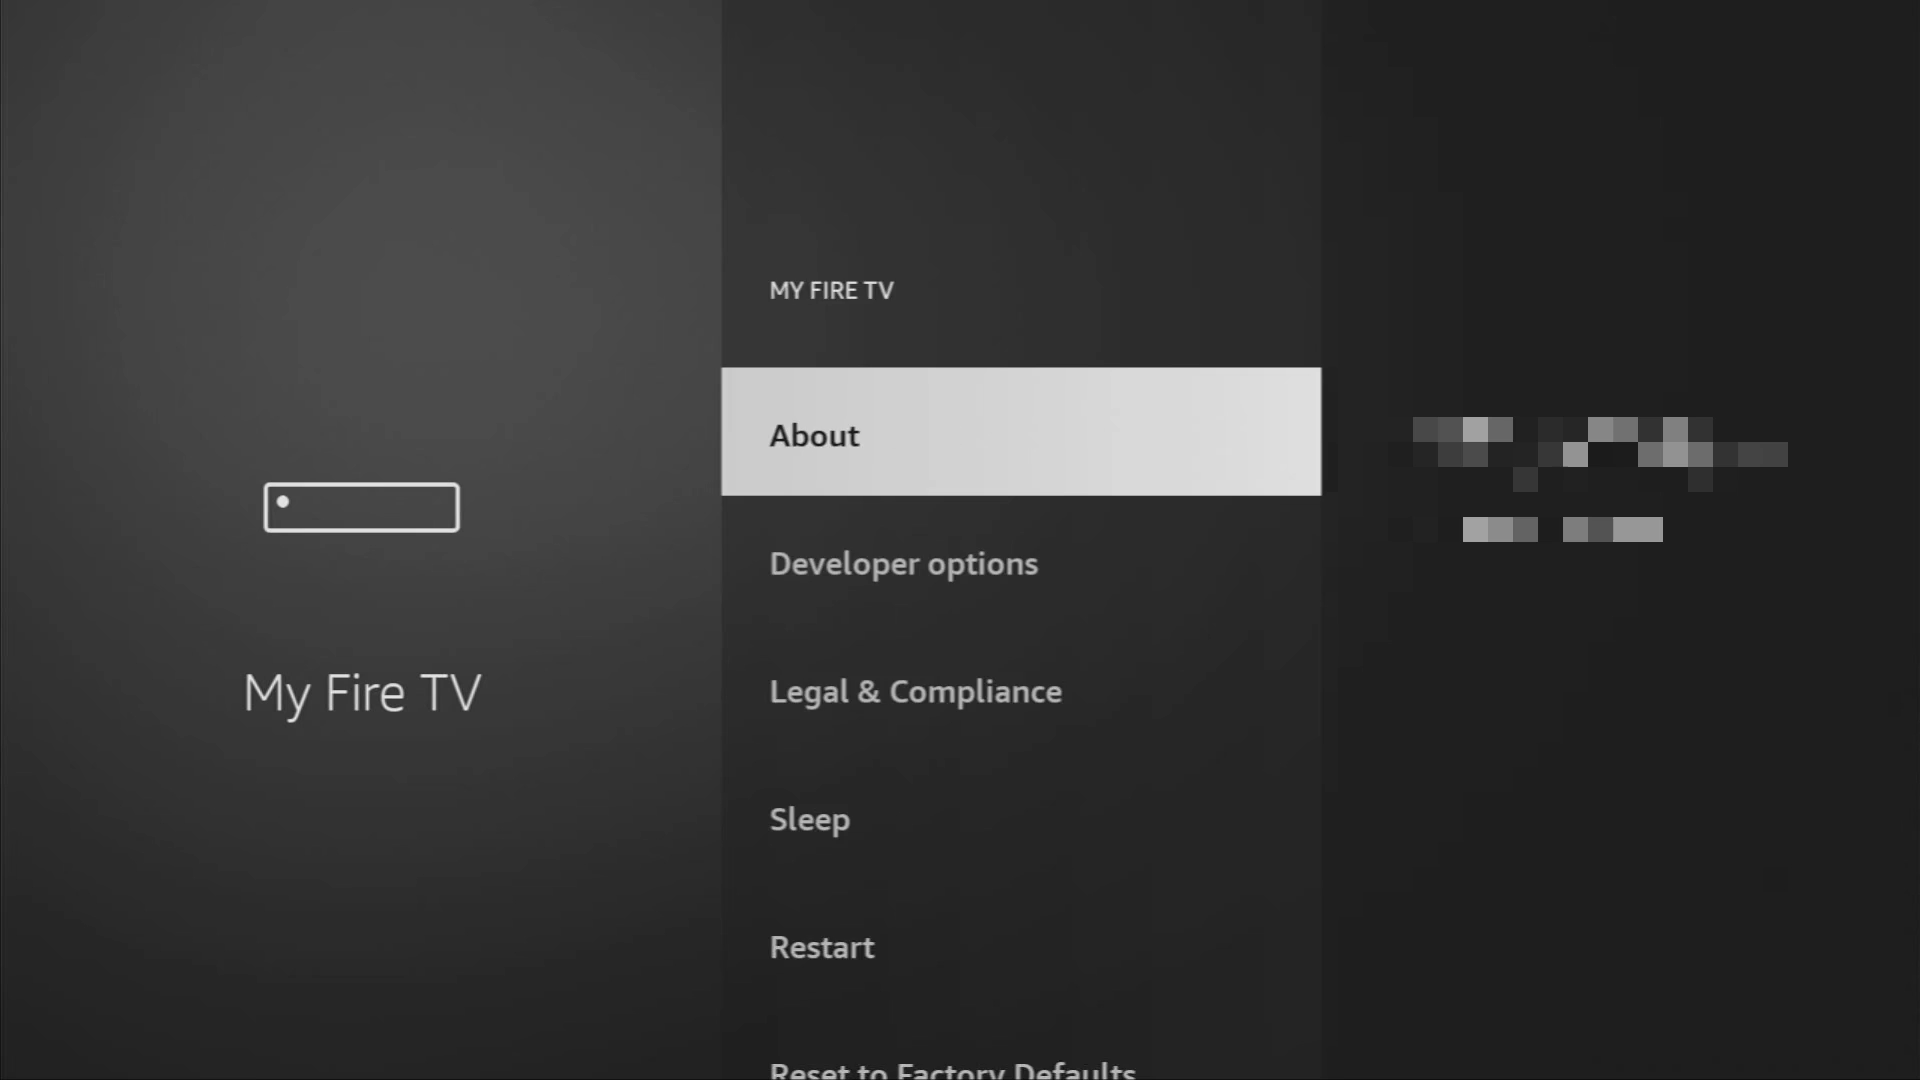 MY FIRE TV
About
Developer options
Legal & Compliance
Sleep
Restart
Reset to Factory Defaults
My Fire TV